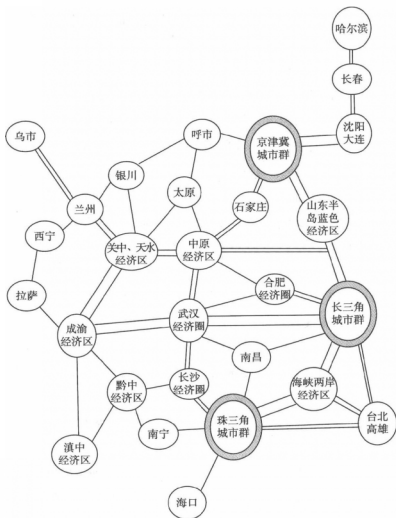 哈尔滨
长春
沈阳
大连
乌市
呼市
京津冀
城市群
银川
太原
石家庄
山东半
岛蓝色
经济区
兰州
西宁
关中、天水
经济区
中原
经济区
拉萨
合肥
经济圈
长三角
城市群
成渝
经济区
武汉
经济圈
南昌
黔中
经济区
长沙
经济圈
海峡两岸
经济区
滇中
经济区
南宁
珠三角
城市群
台北
高雄
海口